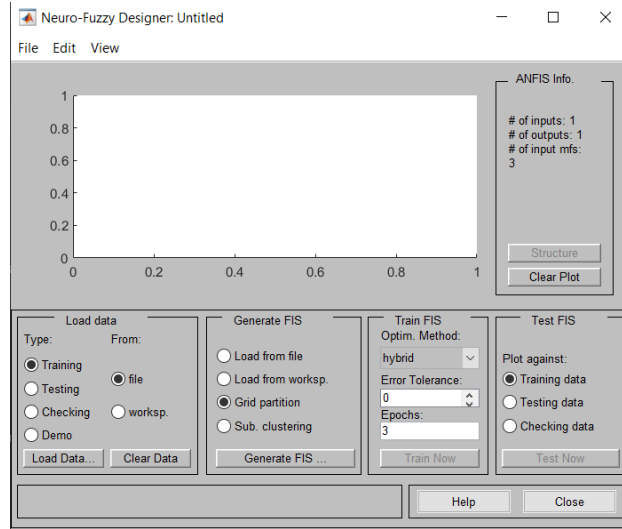 Neuro-Fuzzy Designer: Untitled
File Edit View
1
0.8
0.6
0.4
0.2
0
0 0.2 0.4 0.6 0.8 1
ANFIS Info.
# of inputs: 1
# of outputs: 1
# of input mfs:
3
Structure
Clear Plot
Load data
Type: From:
Training
file
Testing
Checking worksp.
Demo
Load Data... Clear Data
Generate FIS
Load from file
Load from worksp.
Grid partition
Sub. clustering
Generate FIS ...
Train FIS
Optim. Method:
hybrid
Error Tolerance:
0
Epochs:
3
Train Now
Test FIS
Plot against:
Training data
Testing data
Checking data
Test Now
Help Close